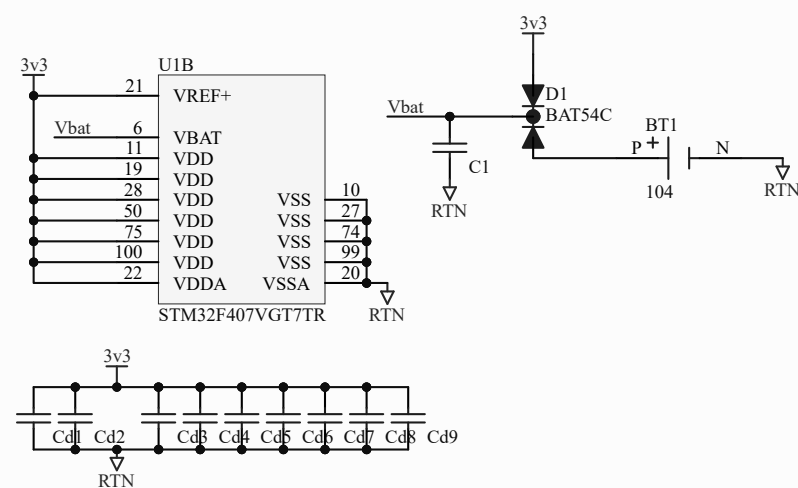 3v3
U1B
21 VREF+
Vbat 6 VBAT
11 VDD
19 VDD
28 VDD VSS 10
50 VDD VSS 27
75 VDD VSS 74
100 VDD VSS 99
22 VDDA VSSA 20
RTN
STM32F407VGT7TR
3v3
Vbat
D1
BAT54C
C1
RTN
BT1
P + N
104
RTN
3v3
Cd1 Cd2 Cd3 Cd4 Cd5 Cd6 Cd7 Cd8 Cd9
RTN